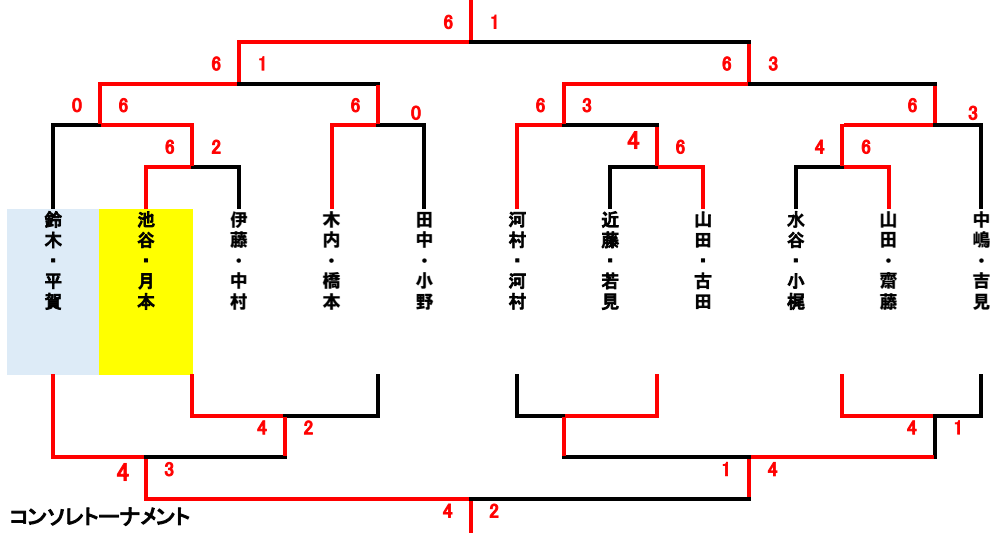 6 1
6 1 6 3
0 6 6 0 6 3 6 3
6 2 4 6 4 6
鈴木・平賀
池谷・月本
伊藤・中村
木内・橋本
田中・小野
河村・河村
近藤・若見
山田・古田
水谷・小梶
山田・齋藤
中嶋・吉見
4 2 4 1
4 3 1 4
4 2
コンソレトーナメント